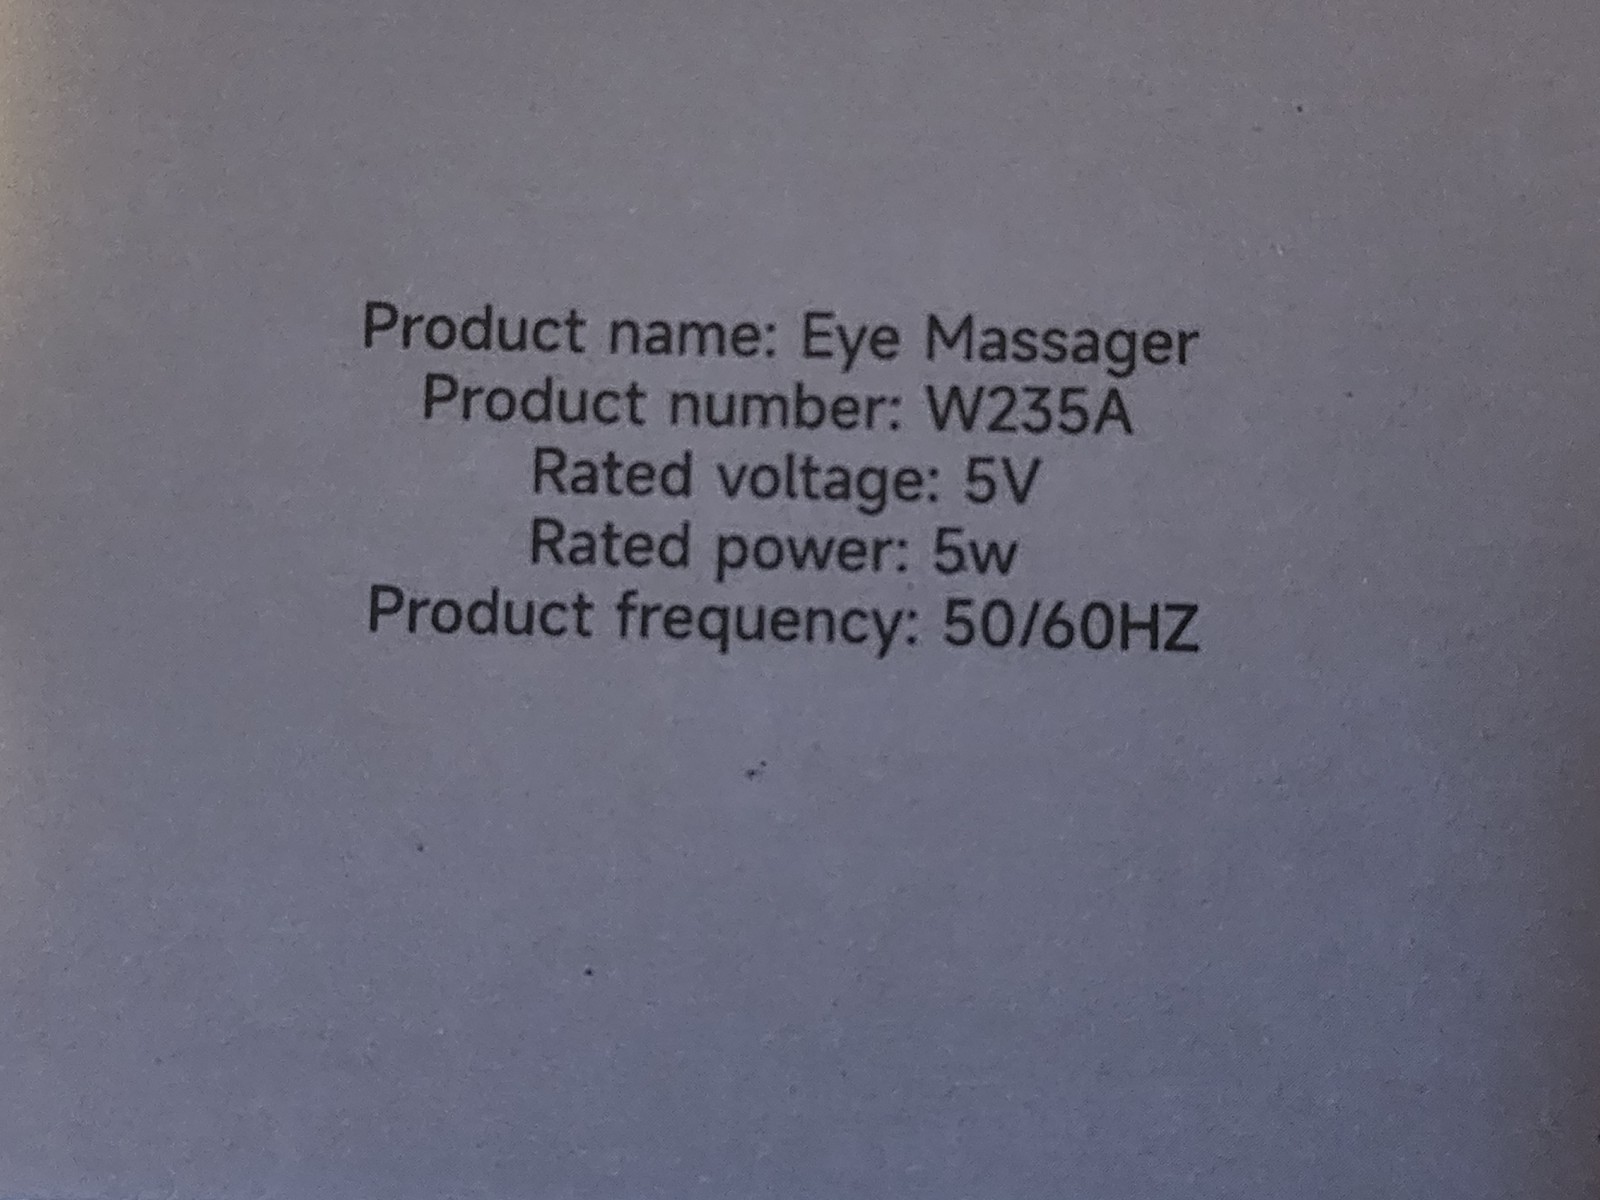 Product name: Eye Massager
Product number: W235A
Rated voltage: 5V
Rated power: 5w
Product frequency: 50/60HZ